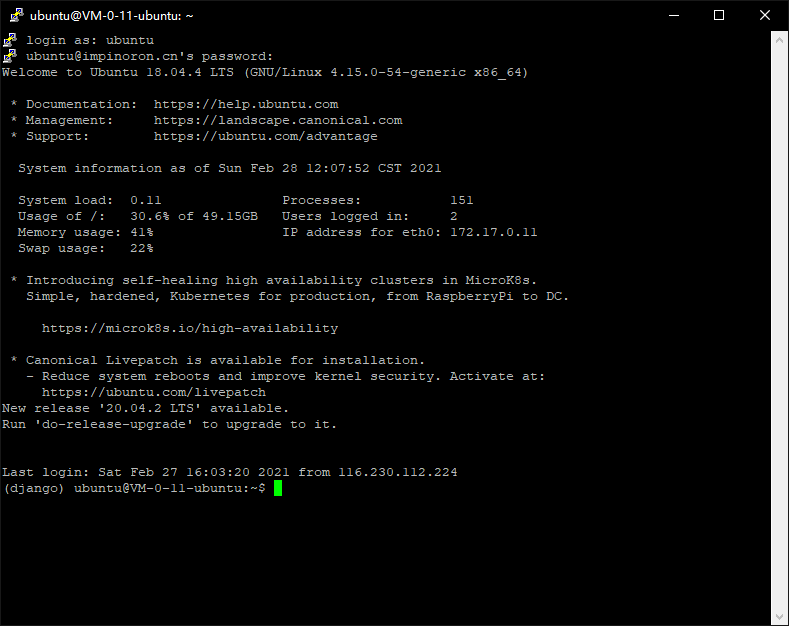 ubuntu@VM-0-11-ubuntu: ~
login as: ubuntu
ubuntu@impinoron.cn's password:
Welcome to Ubuntu 18.04.4 LTS (GNU/Linux 4.15.0-54-generic x86_64)
* Documentation:  https://help.ubuntu.com
* Management:     https://landscape.canonical.com
* Support:        https://ubuntu.com/advantage
System information as of Sun Feb 28 12:07:52 CST 2021
System load:  0.11               Processes:           151
Usage of /:   30.6% of 49.15GB   Users logged in:     2
Memory usage: 41%                IP address for eth0: 172.17.0.11
Swap usage:   22%
* Introducing self-healing high availability clusters in MicroK8s.
Simple, hardened, Kubernetes for production, from RaspberryPi to DC.
https://microk8s.io/high-availability
* Canonical Livepatch is available for installation.
- Reduce system reboots and improve kernel security. Activate at:
https://ubuntu.com/livepatch
New release '20.04.2 LTS' available.
Run 'do-release-upgrade' to upgrade to it.
Last login: Sat Feb 27 16:03:20 2021 from 116.230.112.224
(django) ubuntu@VM-0-11-ubuntu:~$